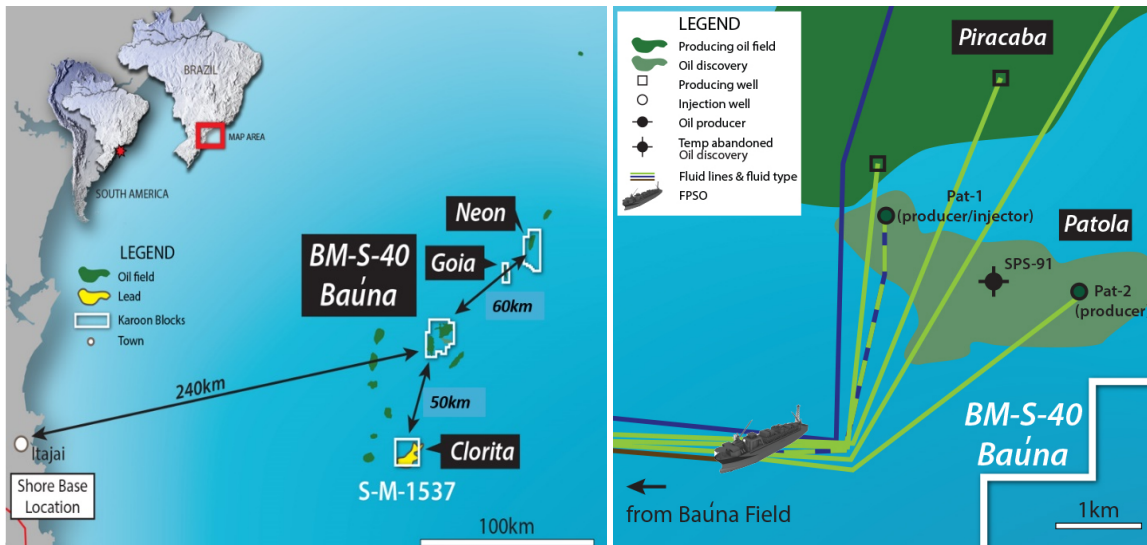 BRAZIL
MAP AREA
SOUTH AMERICA
LEGEND
Oil field
Lead
Karoon Blocks
Town
Neon
Goia
BM-S-40
Baúna
60km
240km
50km
Itajai
Clorita
S-M-1537
Shore Base
Location
100km
LEGEND
Producing oil field
Oil discovery
Producing well
Injection well
Oil producer
Temp abandoned
Oil discovery
Fluid lines & fluid type
FPSO
Piracaba
Pat-1
(producer/injector)
Patola
SPS-91
Pat-2
(producer
BM-S-40
Baúna
from Baúna Field
1km